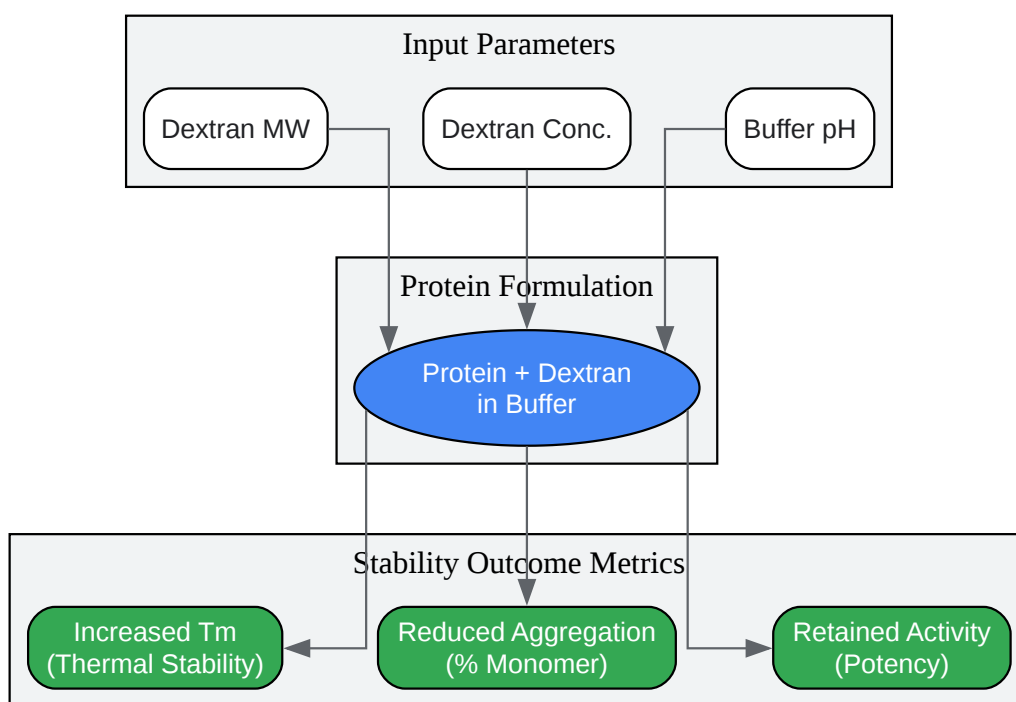 Input Parameters
Dextran MW
Dextran Conc.
Buffer pH
Protein Formulation
Protein + Dextran
in Buffer
Stability Outcome Metrics
Increased Tm
(Thermal Stability)
Reduced Aggregation
(% Monomer)
Retained Activity
(Potency)